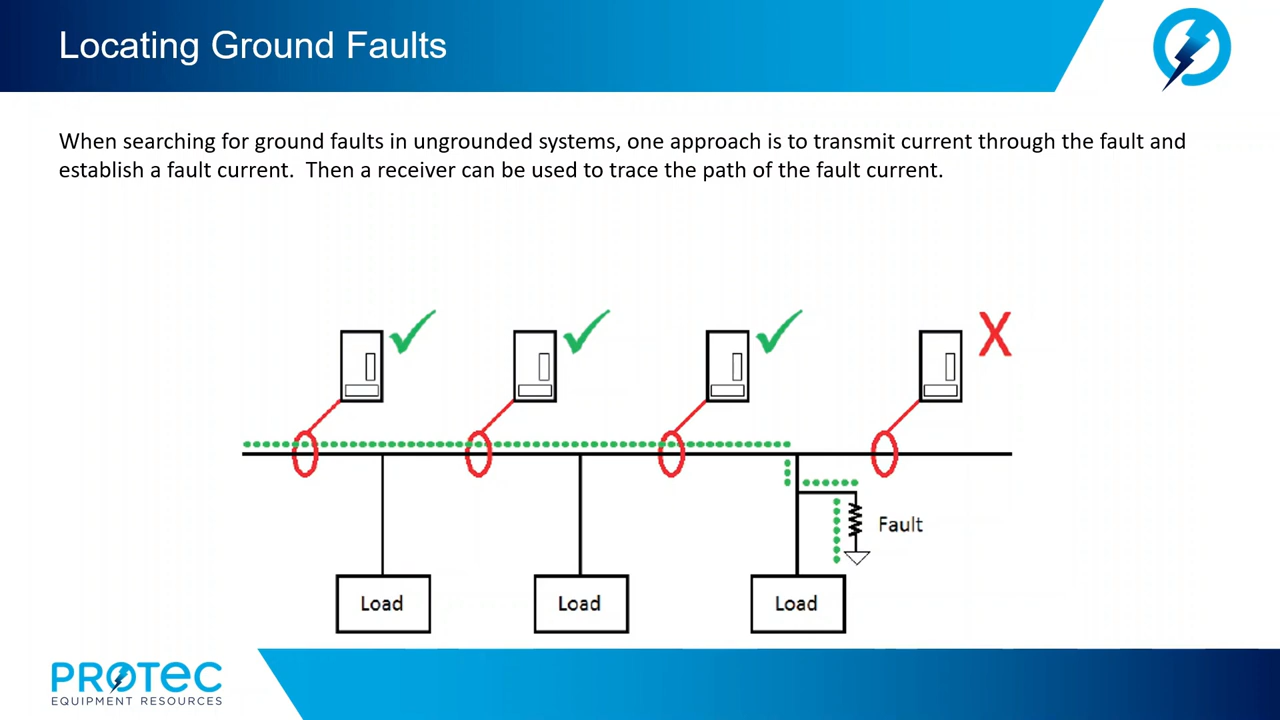 Locating Ground Faults
When searching for ground faults in ungrounded systems, one approach is to transmit current through the fault and
establish a fault current.  Then a receiver can be used to trace the path of the fault current.
X
Fault
Load
Load
Load
PROTEC
EQUIPMENT RESOURCES